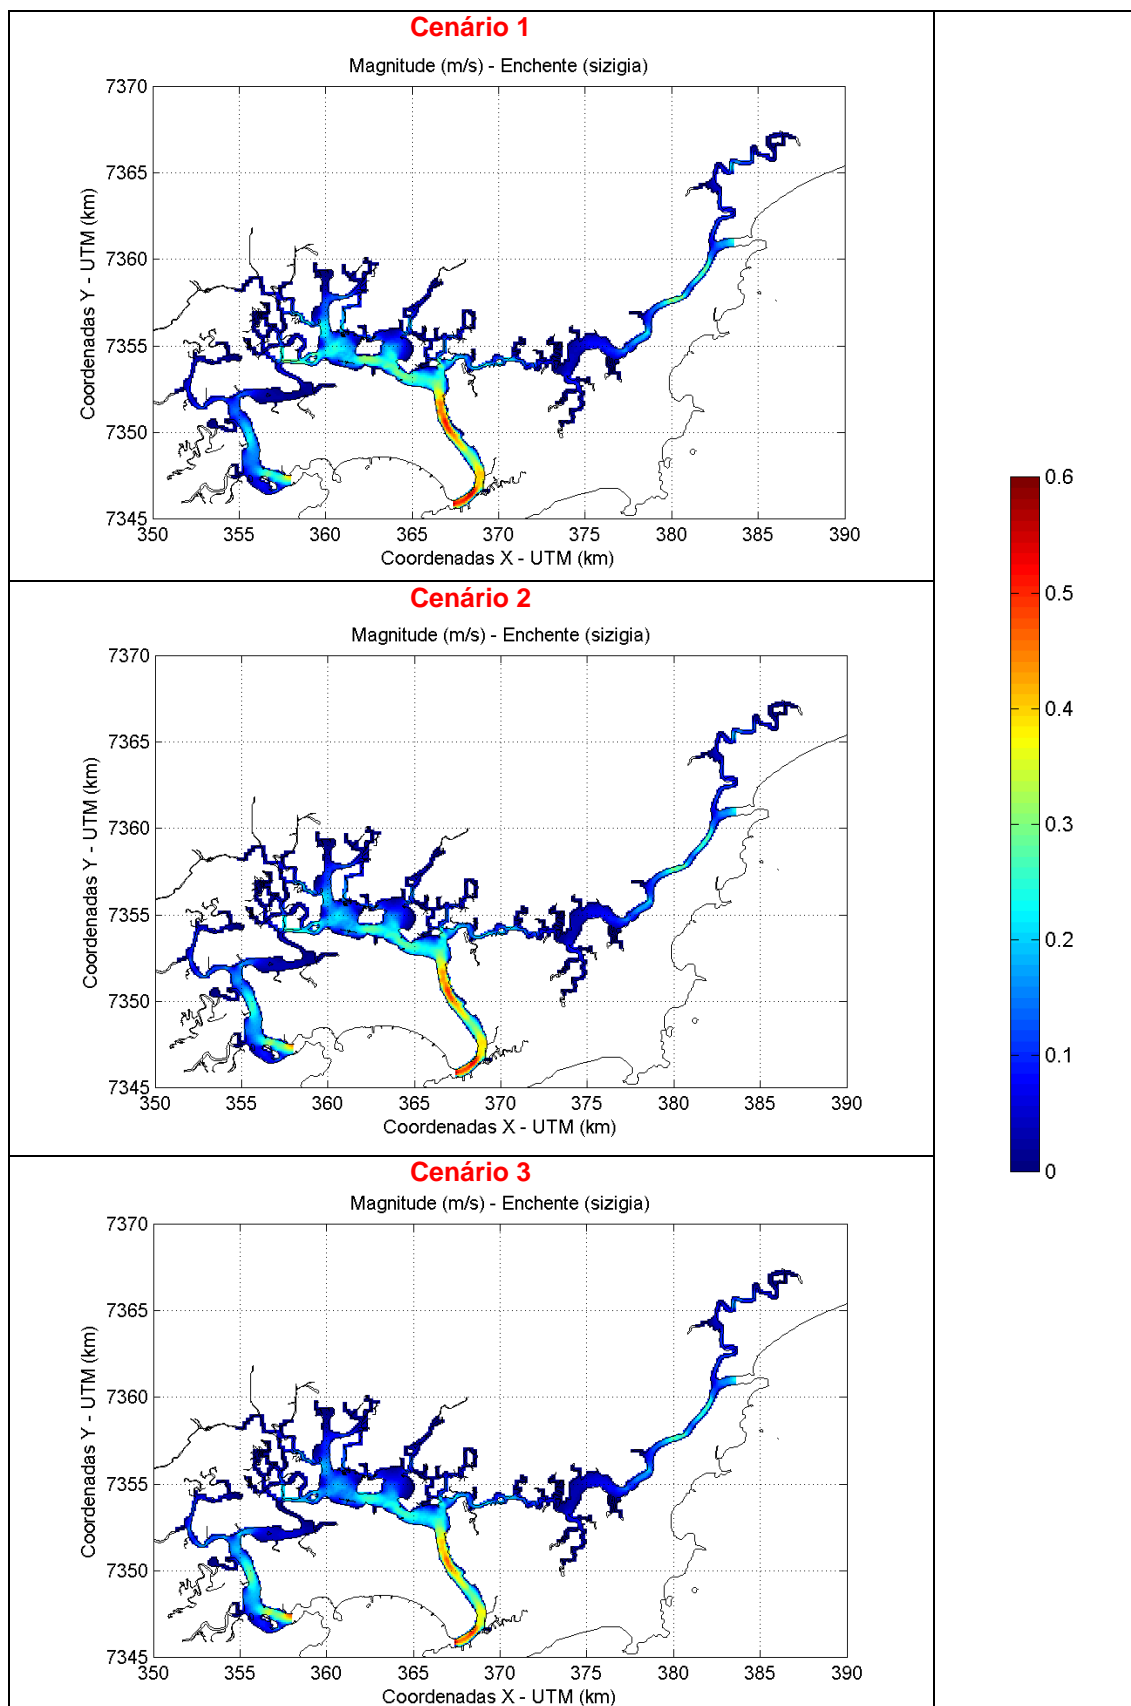 Cenário 1
Magnitude (m/s) - Enchente (sizigia)
Coordenadas Y - UTM (km)
7370
7365
7360
7355
7350
7345
350 355 360 365 370 375 380 385 390
Coordenadas X - UTM (km)
Cenário 2
Magnitude (m/s) - Enchente (sizigia)
Coordenadas Y - UTM (km)
7370
7365
7360
7355
7350
7345
350 355 360 365 370 375 380 385 390
Coordenadas X - UTM (km)
Cenário 3
Magnitude (m/s) - Enchente (sizigia)
Coordenadas Y - UTM (km)
7370
7365
7360
7355
7350
7345
350 355 360 365 370 375 380 385 390
Coordenadas X - UTM (km)
0.6
0.5
0.4
0.3
0.2
0.1
0